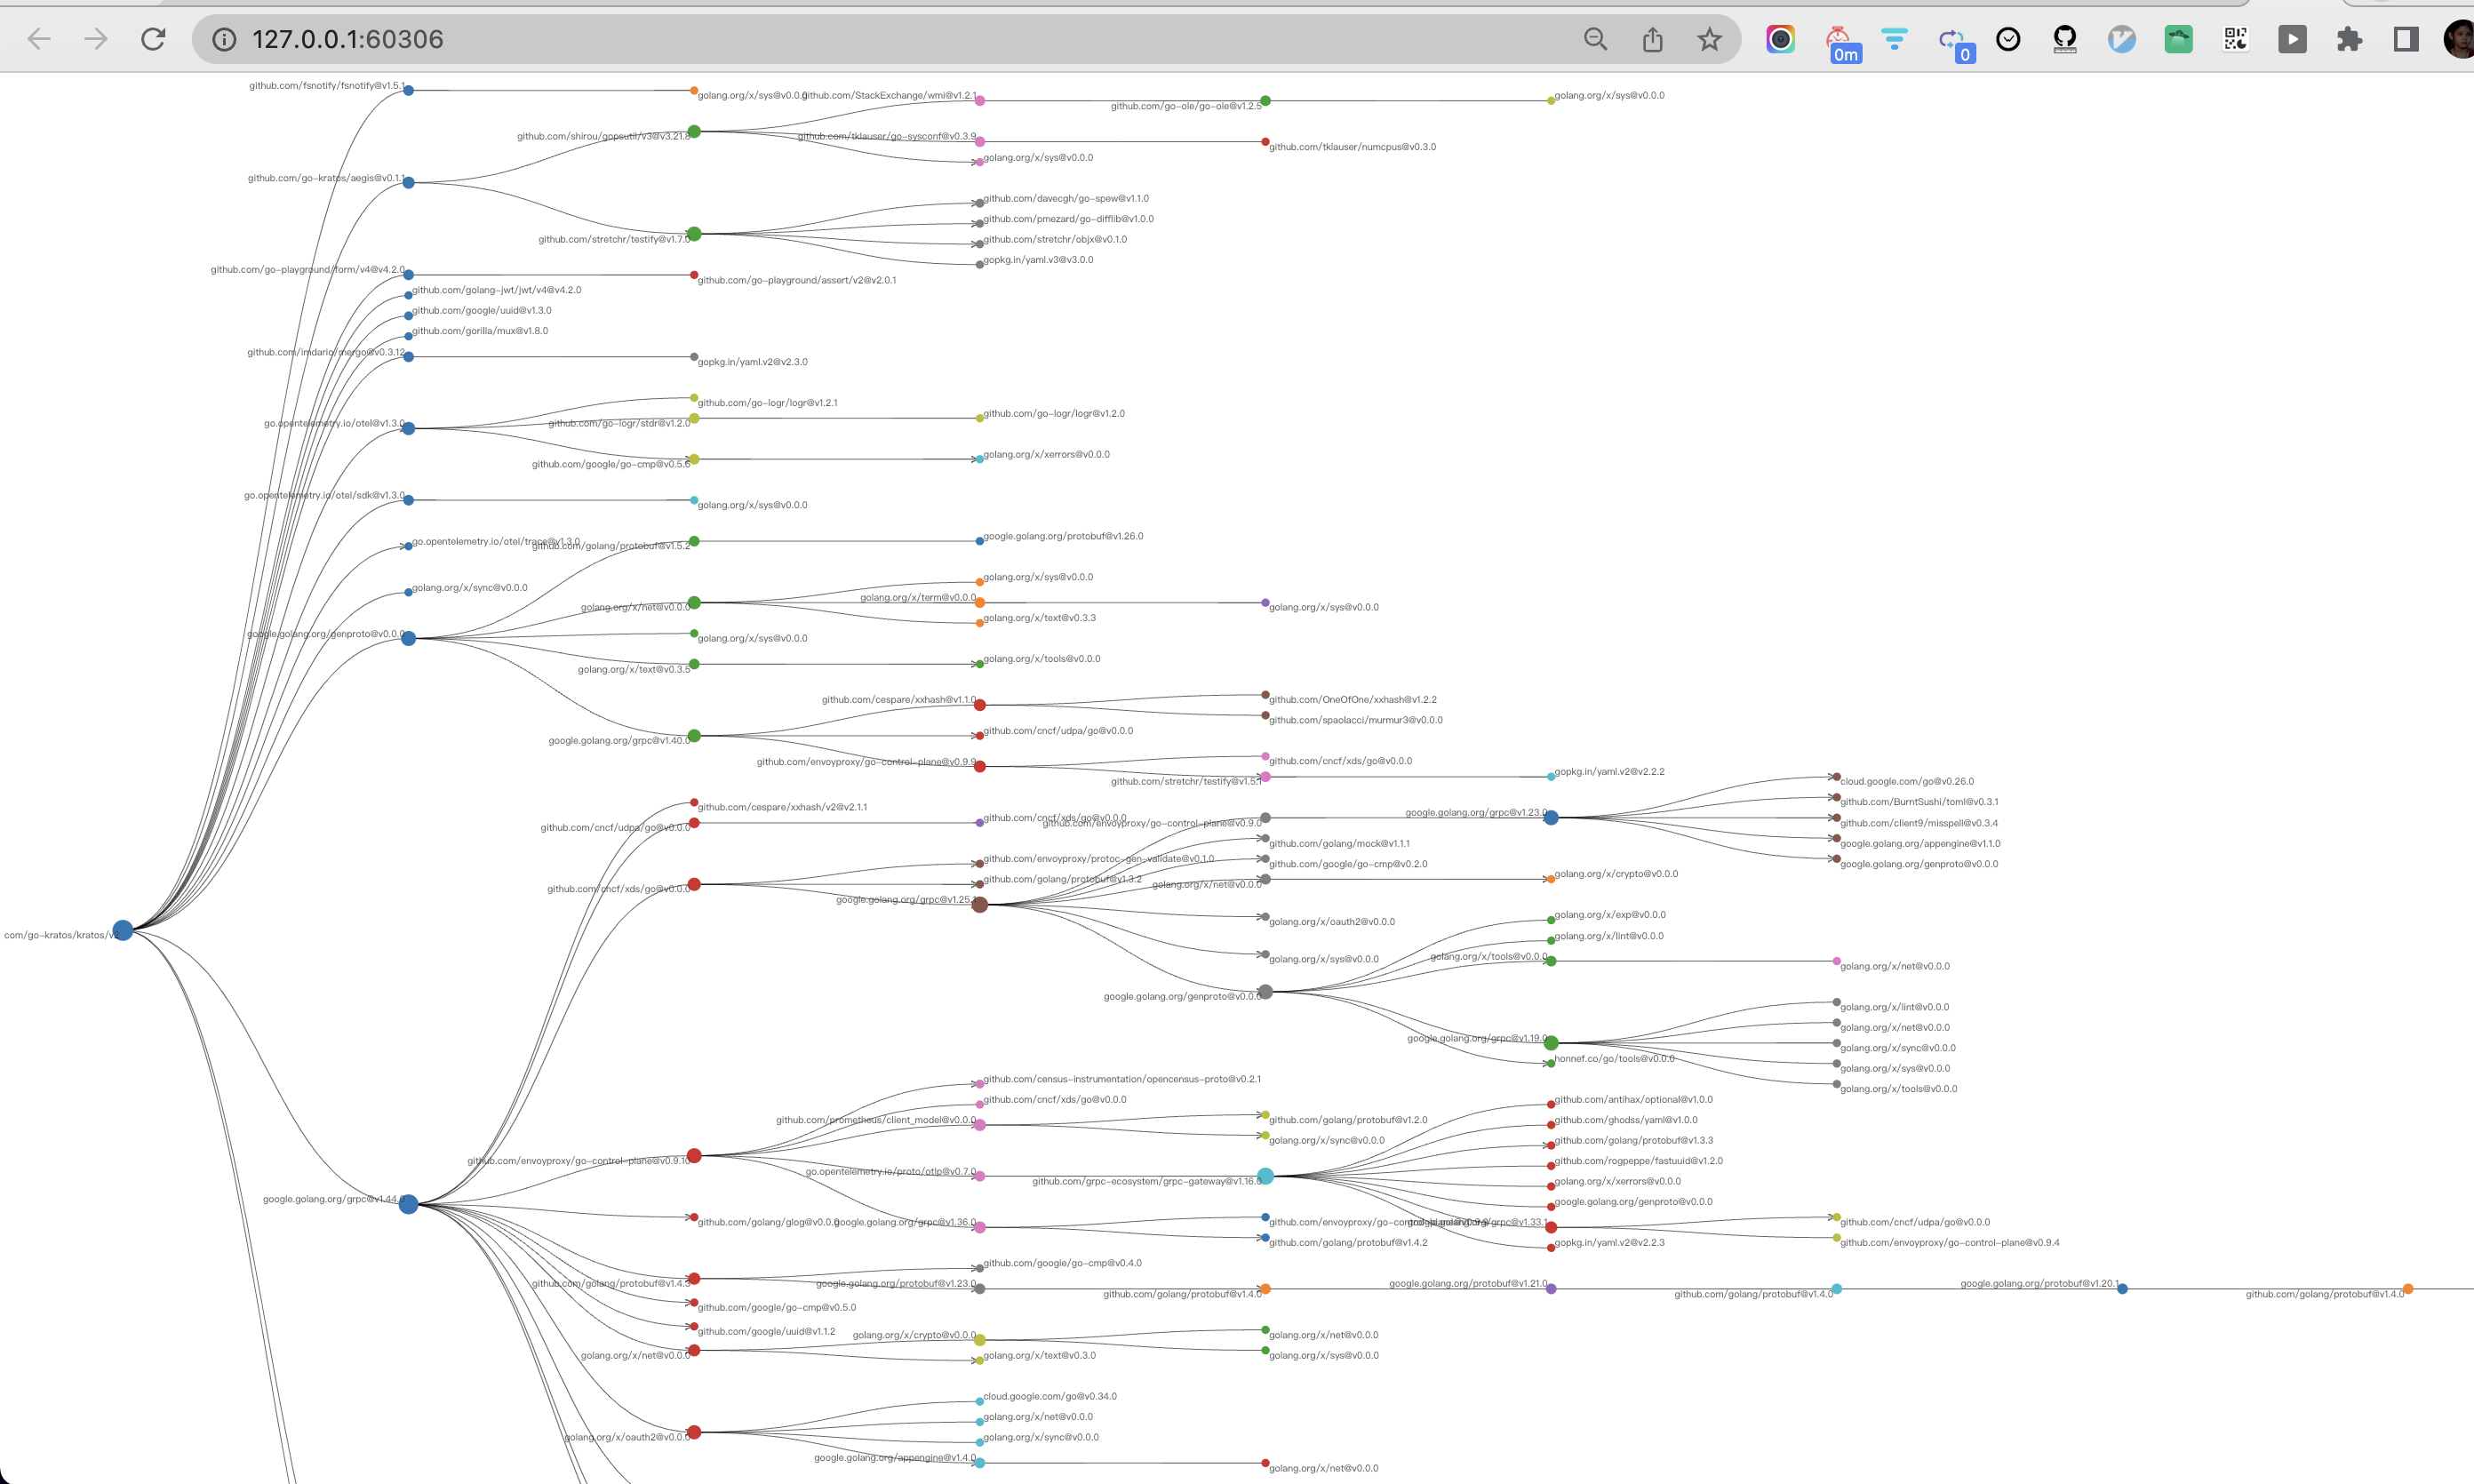 127.0.0.1:60306
0m
0
github.com/fsnotify/fsnotify@v1.5.1
golang.org/x/sys@v0.0.0
github.com/StackExchange/wmi@v1.2.1
github.com/go-ole/go-ole@v1.2.5
golang.org/x/sys@v0.0.0
github.com/shirou/gopsutil/v3@v3.21.8
github.com/tklauser/go-sysconf@v0.3.9
github.com/tklauser/numcpus@v0.3.0
golang.org/x/sys@v0.0.0
github.com/go-kratos/aegis@v0.1.1
github.com/davecgh/go-spew@v1.1.0
github.com/pmezard/go-difflib@v1.0.0
github.com/stretchr/testify@v1.7.0
github.com/stretchr/objx@v0.1.0
gopkg.in/yaml.v3@v3.0.0
github.com/go-playground/form/v4@v4.2.0
github.com/go-playground/assert/v2@v2.0.1
github.com/golang-jwt/jwt/v4@v4.2.0
github.com/google/uuid@v1.3.0
github.com/gorilla/mux@v1.8.0
github.com/imdario/mergo@v0.3.12
gopkg.in/yaml.v2@v2.3.0
github.com/go-logr/logr@v1.2.1
go.opentelemetry.io/otel@v1.3.0
github.com/go-logr/stdr@v1.2.0
github.com/go-logr/logr@v1.2.0
github.com/google/go-cmp@v0.5.6
golang.org/x/xerrors@v0.0.0
go.opentelemetry.io/otel/sdk@v1.3.0
golang.org/x/sys@v0.0.0
go.opentelemetry.io/otel/trace@v1.3.0
github.com/golang/protobuf@v1.5.2
google.golang.org/protobuf@v1.26.0
golang.org/x/sync@v0.0.0
golang.org/x/sys@v0.0.0
golang.org/x/net@v0.0.0
golang.org/x/term@v0.0.0
golang.org/x/sys@v0.0.0
golang.org/x/text@v0.3.3
google.golang.org/genproto@v0.0.0
golang.org/x/sys@v0.0.0
golang.org/x/text@v0.3.5
golang.org/x/tools@v0.0.0
github.com/cespare/xxhash@v1.1.0
github.com/OneOfOne/xxhash@v1.2.2
github.com/spaolacci/murmur3@v0.0.0
google.golang.org/grpc@v1.40.0
github.com/cncf/udpa/go@v0.0.0
github.com/envoyproxy/go-control-plane@v0.9.9
github.com/cncf/xds/go@v0.0.0
github.com/stretchr/testify@v1.5.1
gopkg.in/yaml.v2@v2.2.2
cloud.google.com/go@v0.26.0
github.com/BurntSushi/toml@v0.3.1
github.com/cespare/xxhash/v2@v2.1.1
github.com/cncf/udpa/go@v0.0.0
github.com/cncf/xds/go@v0.0.0
github.com/envoyproxy/go-control-plane@v0.9.0
google.golang.org/grpc@v1.23.0
github.com/client9/misspell@v0.3.4
github.com/golang/mock@v1.1.1
google.golang.org/appengine@v1.1.0
github.com/envoyproxy/protoc-gen-validate@v0.1.0
github.com/google/go-cmp@v0.2.0
google.golang.org/genproto@v0.0.0
github.com/cncf/xds/go@v0.0.0
github.com/golang/protobuf@v1.3.2
golang.org/x/net@v0.0.0
golang.org/x/crypto@v0.0.0
google.golang.org/grpc@v1.25.1
golang.org/x/oauth2@v0.0.0
golang.org/x/exp@v0.0.0
golang.org/x/lint@v0.0.0
com/go-kratos/kratos/v2
golang.org/x/sys@v0.0.0
golang.org/x/tools@v0.0.0
golang.org/x/net@v0.0.0
google.golang.org/genproto@v0.0.0
golang.org/x/lint@v0.0.0
golang.org/x/net@v0.0.0
google.golang.org/grpc@v1.19.0
golang.org/x/sync@v0.0.0
honnef.co/go/tools@v0.0.0
golang.org/x/sys@v0.0.0
golang.org/x/tools@v0.0.0
github.com/census-instrumentation/opencensus-proto@v0.2.1
github.com/cncf/xds/go@v0.0.0
github.com/antihax/optional@v1.0.0
github.com/prometheus/client_model@v0.0.0
github.com/golang/protobuf@v1.2.0
github.com/ghodss/yaml@v1.0.0
golang.org/x/sync@v0.0.0
github.com/golang/protobuf@v1.3.3
github.com/envoyproxy/go-control-plane@v0.9.10
github.com/rogpeppe/fastuuid@v1.2.0
go.opentelemetry.io/proto/otlp@v0.7.0
github.com/grpc-ecosystem/grpc-gateway@v1.16.0
golang.org/x/xerrors@v0.0.0
google.golang.org/grpc@v1.44.0
google.golang.org/genproto@v0.0.0
github.com/golang/glog@v0.0.0
google.golang.org/grpc@v1.36.0
github.com/envoyproxy/go-control-plane@v0.9.9
google.golang.org/grpc@v1.33.1
github.com/cncf/udpa/go@v0.0.0
github.com/golang/protobuf@v1.4.2
gopkg.in/yaml.v2@v2.2.3
github.com/envoyproxy/go-control-plane@v0.9.4
github.com/google/go-cmp@v0.4.0
github.com/golang/protobuf@v1.4.3
google.golang.org/protobuf@v1.23.0
github.com/golang/protobuf@v1.4.0
google.golang.org/protobuf@v1.21.0
github.com/golang/protobuf@v1.4.0
google.golang.org/protobuf@v1.20.1
github.com/golang/protobuf@v1.4.0
github.com/google/go-cmp@v0.5.0
github.com/google/uuid@v1.1.2
golang.org/x/crypto@v0.0.0
golang.org/x/net@v0.0.0
golang.org/x/net@v0.0.0
golang.org/x/text@v0.3.0
golang.org/x/sys@v0.0.0
cloud.google.com/go@v0.34.0
golang.org/x/net@v0.0.0
golang.org/x/oauth2@v0.0.0
golang.org/x/sync@v0.0.0
google.golang.org/appengine@v1.4.0
golang.org/x/net@v0.0.0